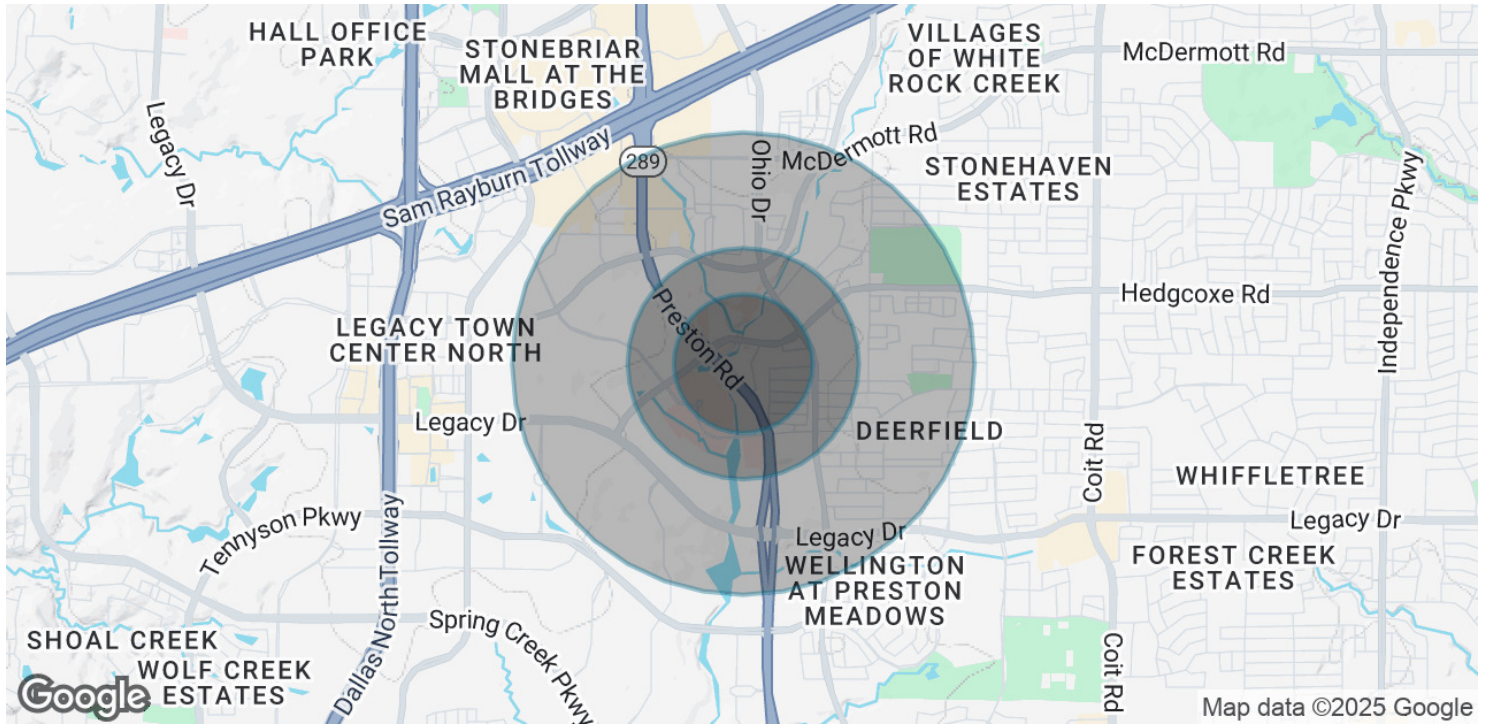 HALL OFFICE
PARK
STONEBRIAR
MALL AT THE
BRIDGES
VILLAGES
OF WHITE
ROCK CREEK
McDermott Rd
Legacy Dr
Sam Rayburn Tollway
289
Ohio Dr
McDermott Rd
STONEHAVEN
ESTATES
Independence Pkwy
Hedgcoxe Rd
Preston Rd
LEGACY TOWN
CENTER NORTH
Legacy Dr
DEERFIELD
Coit Rd
WHIFFLETREE
Legacy Dr
Tennyson Pkwy
Dallas North Tollway
Legacy Dr
WELLINGTON
AT PRESTON
MEADOWS
FOREST CREEK
ESTATES
Spring Creek Pkwy
SHOAL CREEK
WOLF CREEK
ESTATES
Coit Rd
Google
Map data ©2025 Google